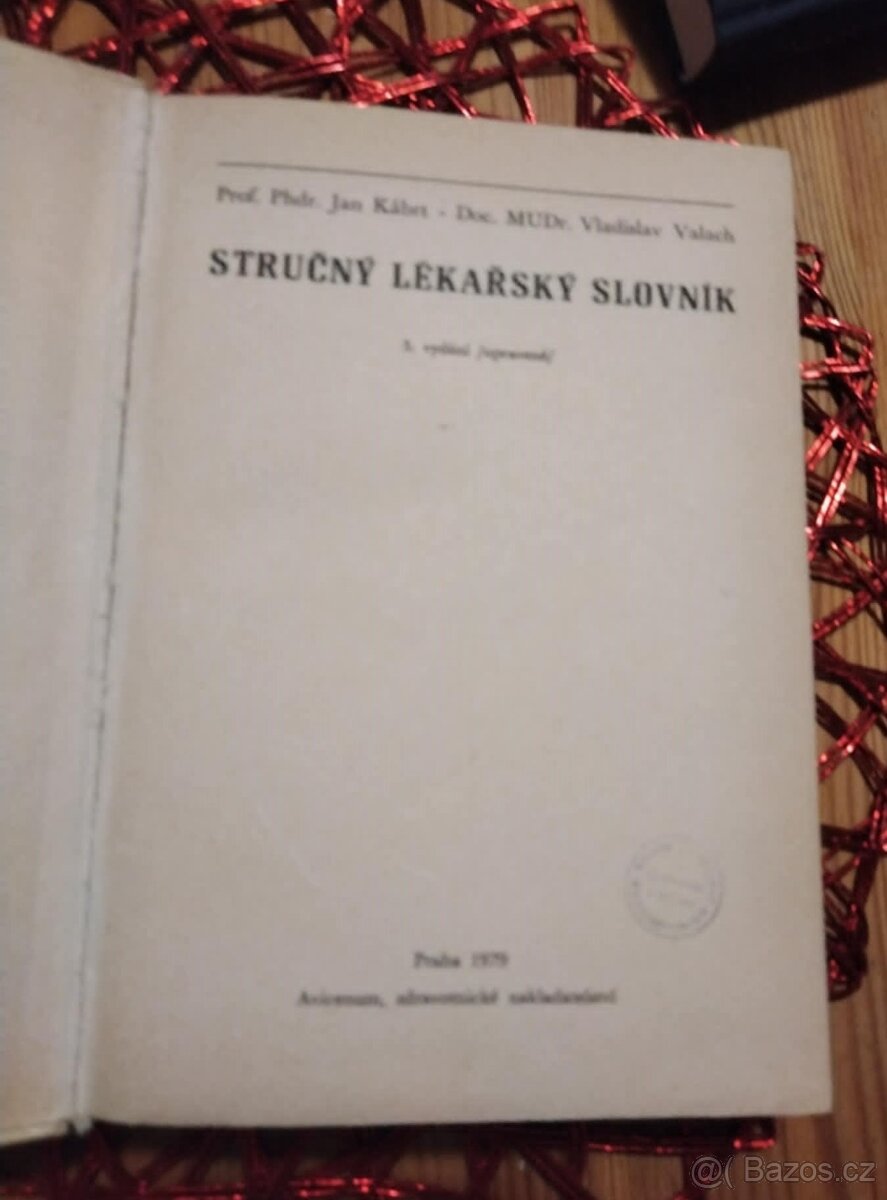 Prof. Phdr. Jan Kábrt - Doc. MUDr. Vladislav Valach
STRUČNÝ LÉKAŘSKÝ SLOVNÍK
vydání /upravené/
Praha 1979
Avicenum, zdravotnické nakladatelství
@( Bazos.cz